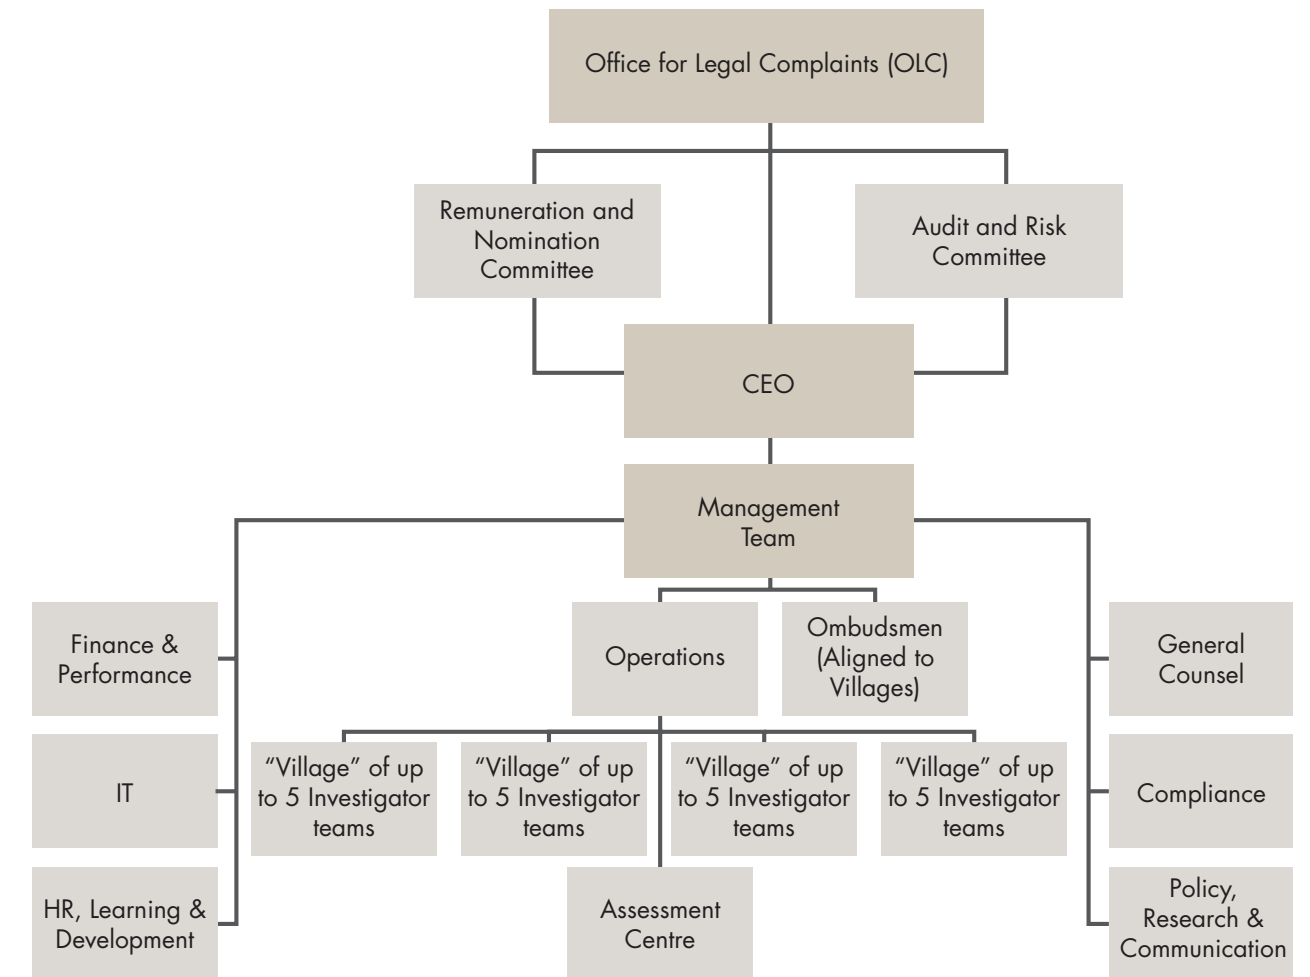 Office for Legal Complaints (OLC)
Remuneration and
Nomination
Committee
Audit and Risk
Committee
CEO
Management
Team
Finance &
Performance
Operations
Ombudsmen
(Aligned to
Villages)
General
Counsel
IT
“Village” of up
to 5 Investigator
teams
“Village” of up
to 5 Investigator
teams
“Village” of up
to 5 Investigator
teams
“Village” of up
to 5 Investigator
teams
Compliance
HR, Learning &
Development
Assessment
Centre
Policy,
Research &
Communication